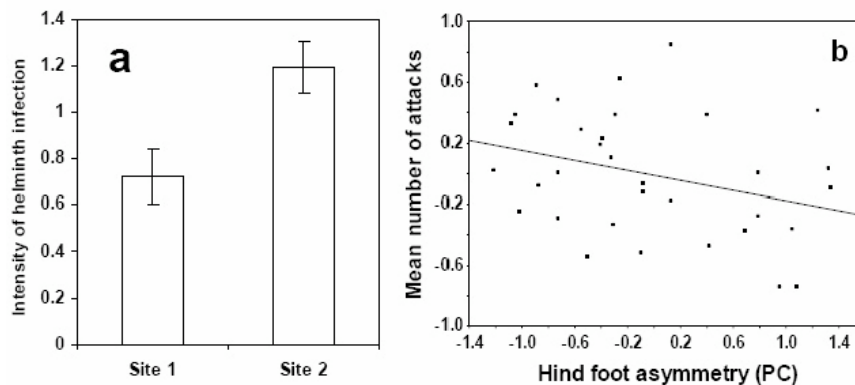 a
Intensity of helminth infection
1.4
1.2
1
0.8
0.6
0.4
0.2
0
Site 1 Site 2
b
Mean number of attacks
1.0
0.6
0.2
-0.2
-0.6
-1.0
-1.4 -1.0 -0.6 -0.2 0.2 0.6 1.0 1.4
Hind foot asymmetry (PC)